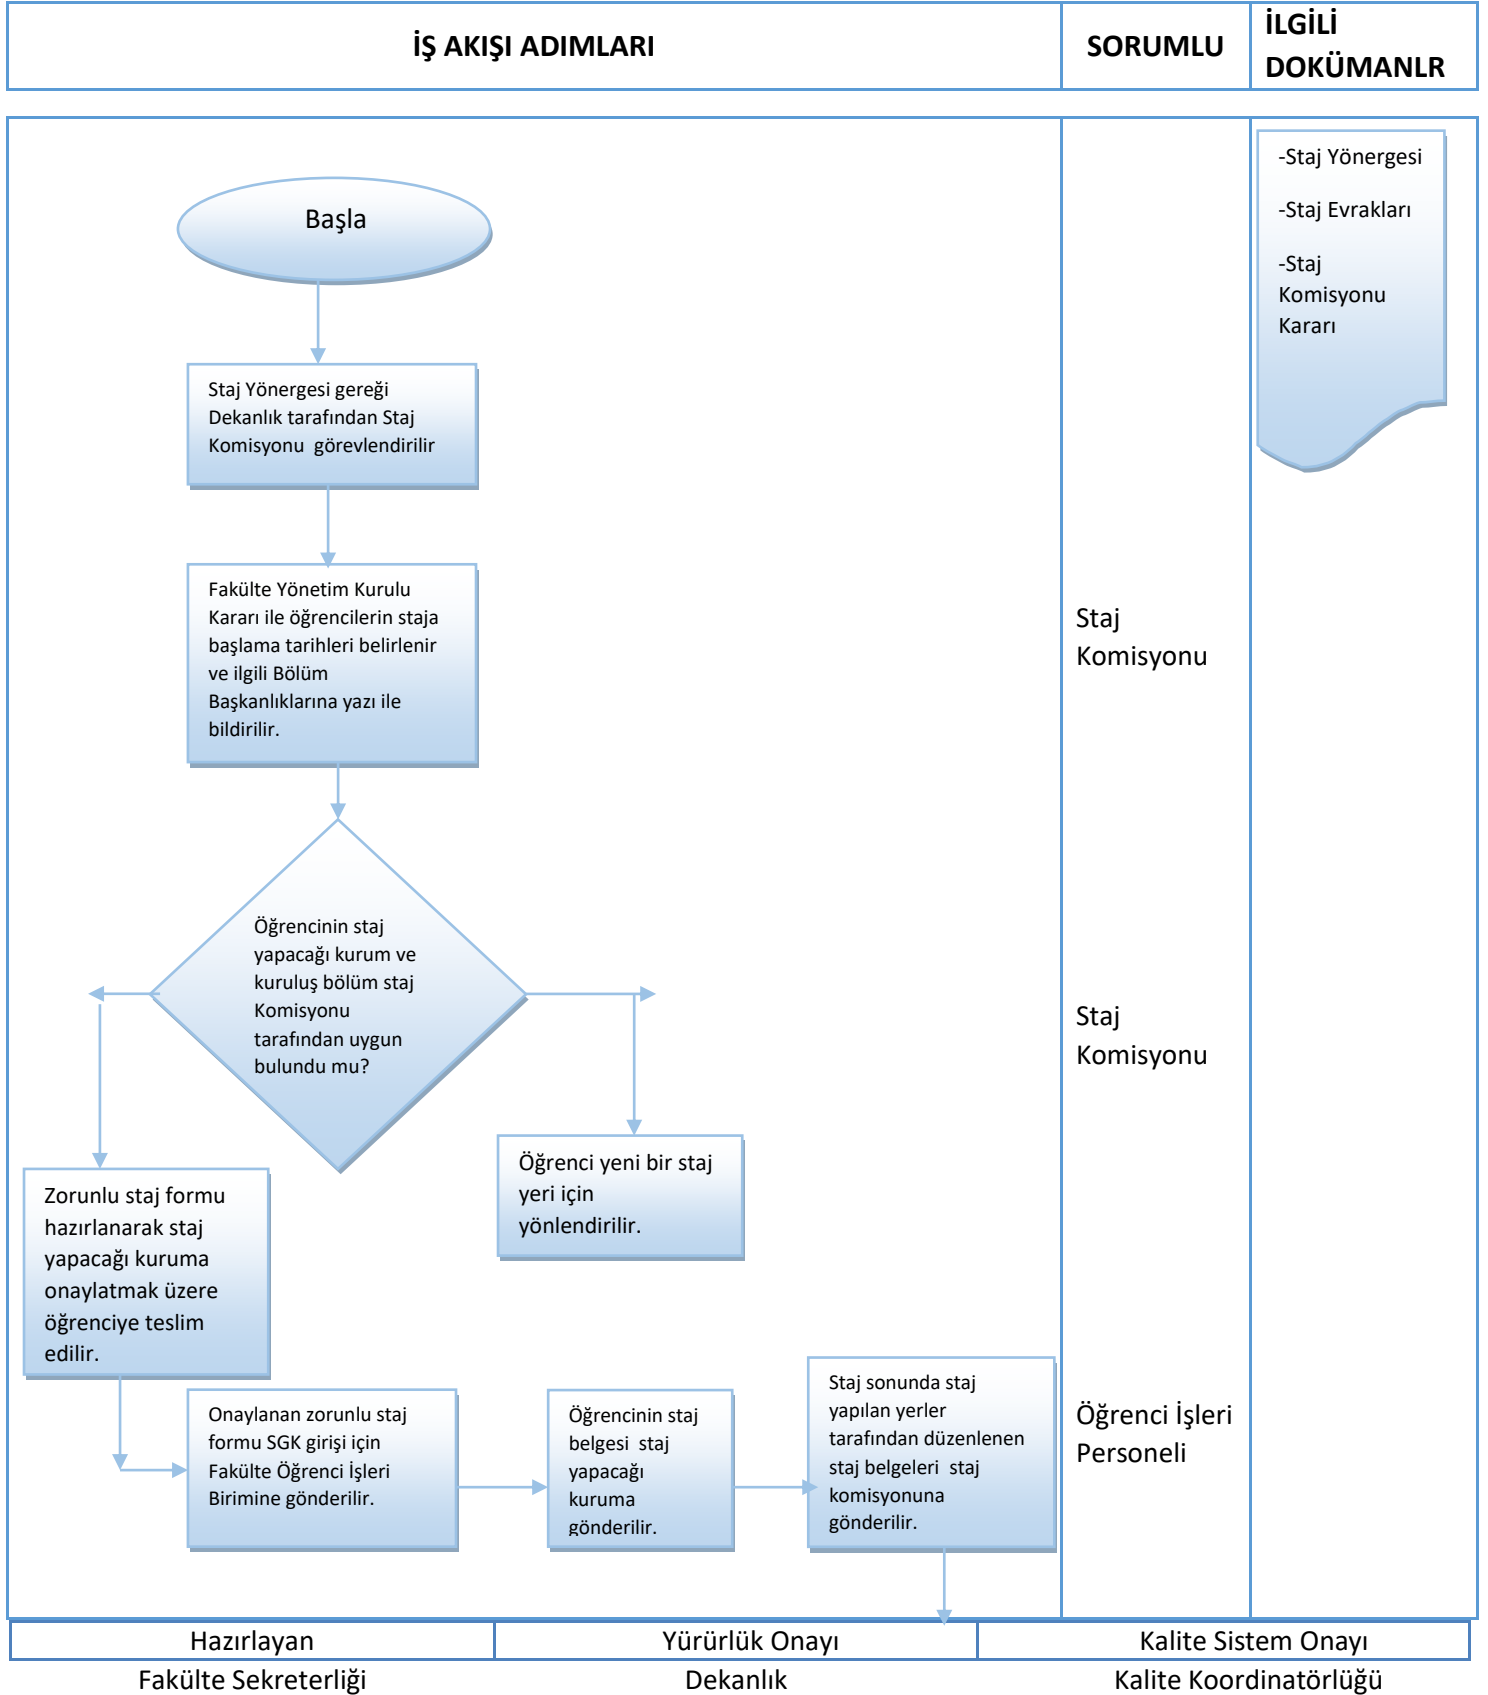 İŞ AKIŞI ADIMLARI
SORUMLU
İLGİLİ
DOKÜMANLR
Başla
-Staj Yönergesi
-Staj Evrakları
-Staj
Komisyonu
Kararı
Staj Yönergesi gereği
Dekanlık tarafından Staj
Komisyonu görevlendirilir
Fakülte Yönetim Kurulu
Kararı ile öğrencilerin staja
başlama tarihleri belirlenir
ve ilgili Bölüm
Başkanlıklarına yazı ile
bildirilir.
Staj
Komisyonu
Öğrencinin staj
yapacağı kurum ve
kuruluş bölüm staj
Komisyonu
tarafından uygun
bulundu mu?
Staj
Komisyonu
Zorunlu staj formu
hazırlanarak staj
yapacağı kuruma
onaylatmak üzere
öğrenciye teslim
edilir.
Öğrenci yeni bir staj
yeri için
yönlendirilir.
Onaylanan zorunlu staj
formu SGK girişi için
Fakülte Öğrenci İşleri
Birimine gönderilir.
Öğrencinin staj
belgesi staj
yapacağı
kuruma
gönderilir.
Staj sonunda staj
yapılan yerler
tarafından düzenlenen
staj belgeleri staj
komisyonuna
gönderilir.
Öğrenci İşleri
Personeli
Hazırlayan
Yürürlük Onayı
Kalite Sistem Onayı
Fakülte Sekreterliği
Dekanlık
Kalite Koordinatörlüğü